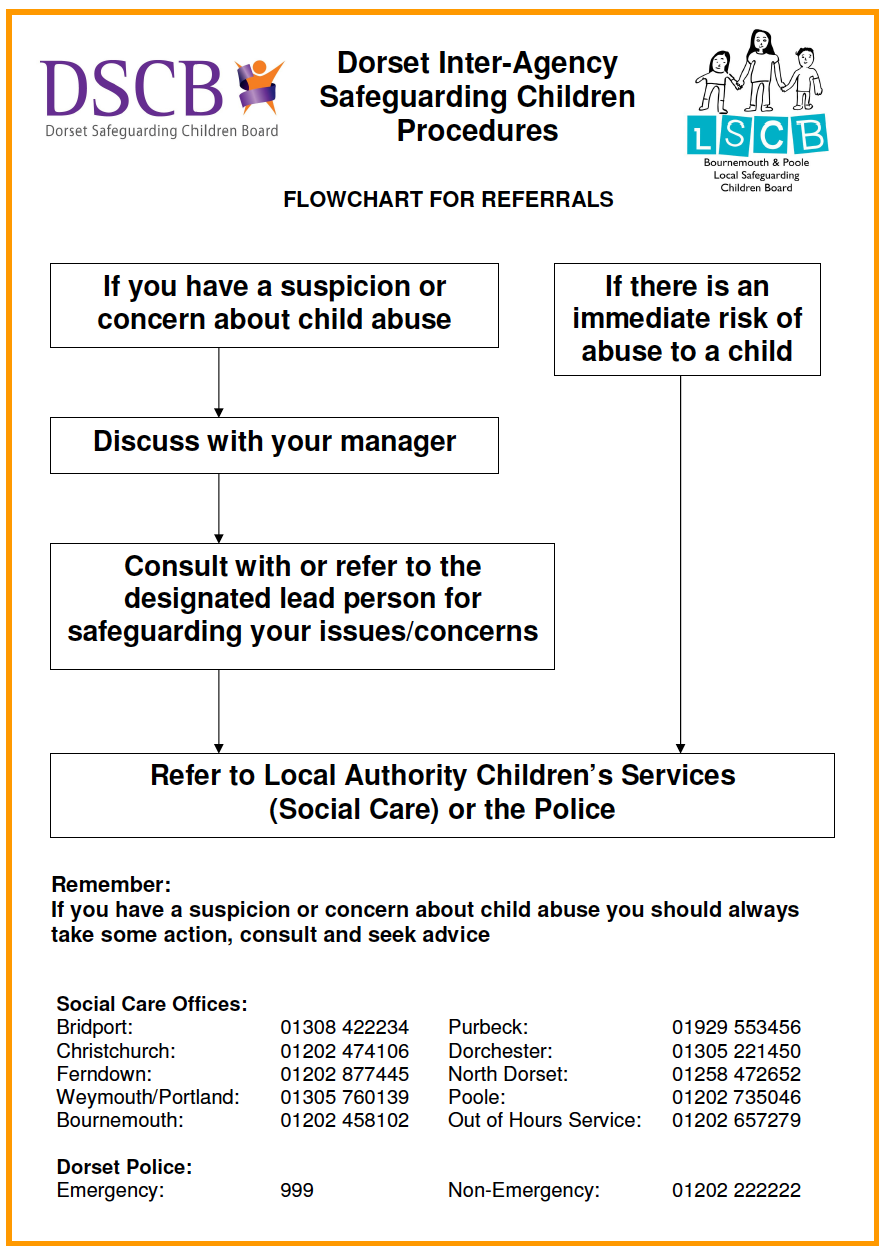 DSCB
Dorset Safeguarding Children Board
Dorset Inter-Agency
Safeguarding Children
Procedures
LSCB
Bournemouth & Poole
Local Safeguarding
Children Board
FLOWCHART FOR REFERRALS
If you have a suspicion or
concern about child abuse
If there is an
immediate risk of
abuse to a child
Discuss with your manager
Consult with or refer to the
designated lead person for
safeguarding your issues/concerns
Refer to Local Authority Children’s Services
(Social Care) or the Police
Remember:
If you have a suspicion or concern about child abuse you should always
take some action, consult and seek advice
Social Care Offices:
Bridport: 01308 422234 Purbeck: 01929 553456
Christchurch: 01202 474106 Dorchester: 01305 221450
Ferndown: 01202 877445 North Dorset: 01258 472652
Weymouth/Portland: 01305 760139 Poole: 01202 735046
Bournemouth: 01202 458102 Out of Hours Service: 01202 657279
Dorset Police:
Emergency: 999 Non-Emergency: 01202 222222